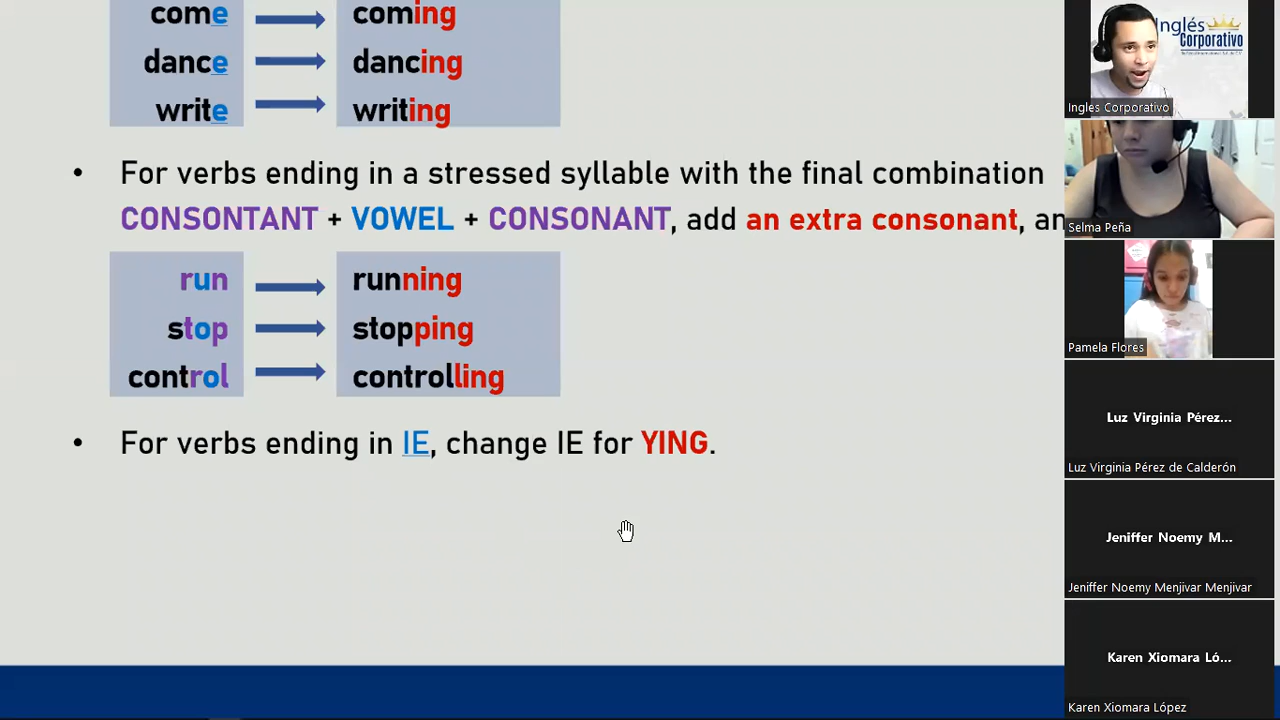 come
coming
dance
dancing
write
writing
• For verbs ending in a stressed syllable with the final combination
CONSONTANT + VOWEL + CONSONANT, add an extra consonant, an
run
running
stop
stopping
control
controlling
• For verbs ending in IE, change IE for YING.
Inglés
Corporativo
Ingles Corporativo
Selma Peña
Pamela Flores
Luz Virginia Pérez...
Luz Virginia Pérez de Calderón
Jeniffer Noemy M...
Jeniffer Noemy Menjivar Menjivar
Karen Xiomara Ló...
Karen Xiomara López